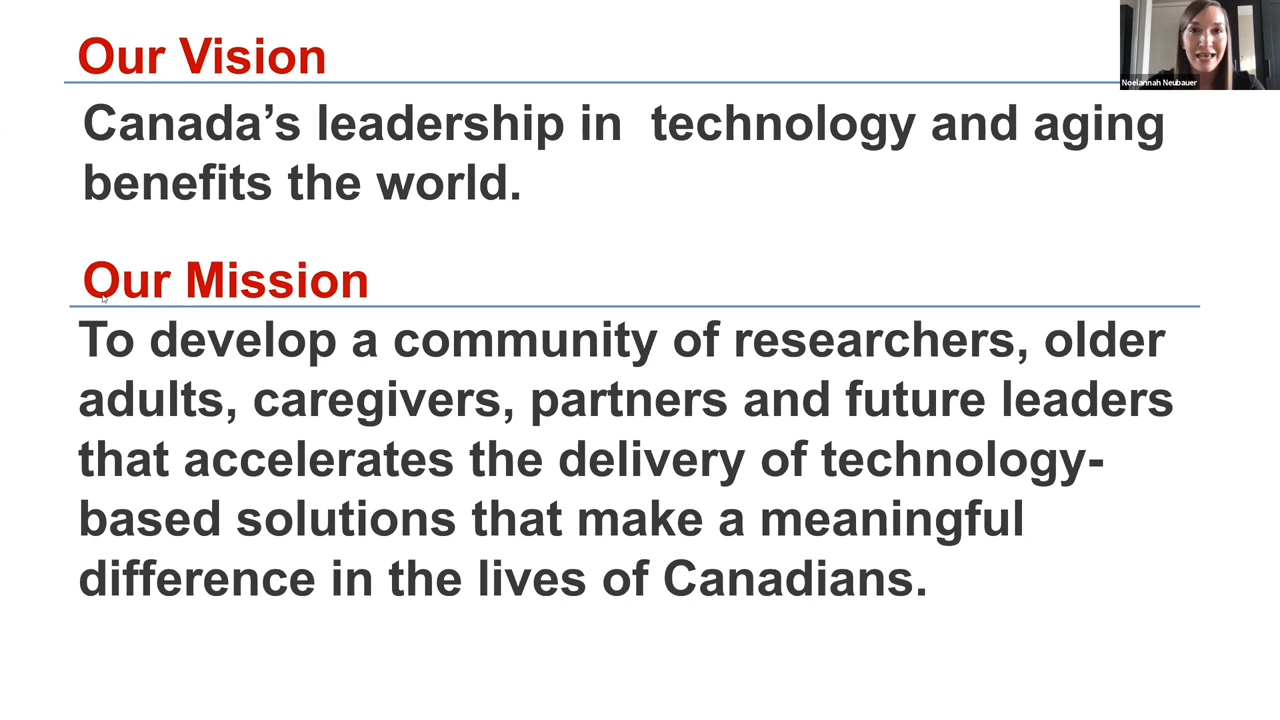 Our Vision
Noelannah Neubauer
Canada’s leadership in  technology and aging
benefits the world.
Our Mission
To develop a community of researchers, older
adults, caregivers, partners and future leaders
that accelerates the delivery of technology-
based solutions that make a meaningful
difference in the lives of Canadians.